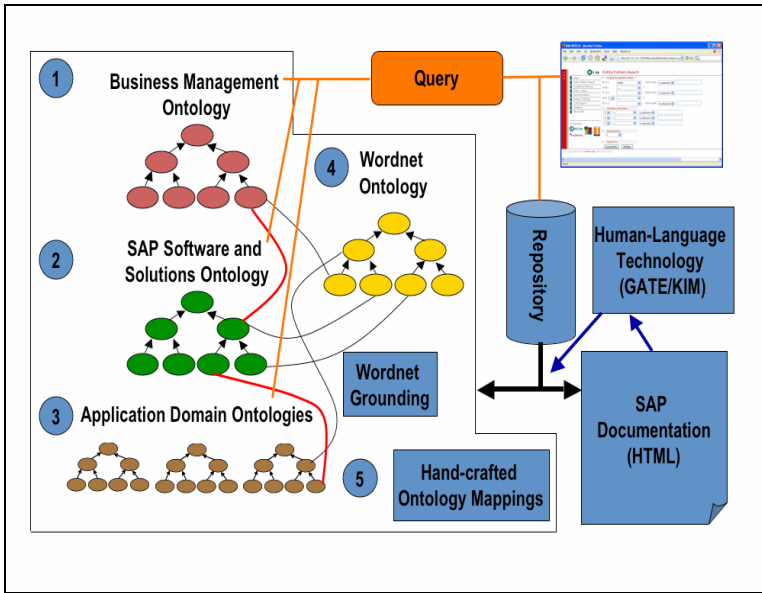 1
Business Management
Ontology
Query
Entity Pattern Search
4
Wordnet
Ontology
2
SAP Software and
Solutions Ontology
Repository
Human-Language
Technology
(GATE/KIM)
Wordnet
Grounding
3
Application Domain Ontologies
SAP
Documentation
(HTML)
5
Hand-crafted
Ontology Mappings